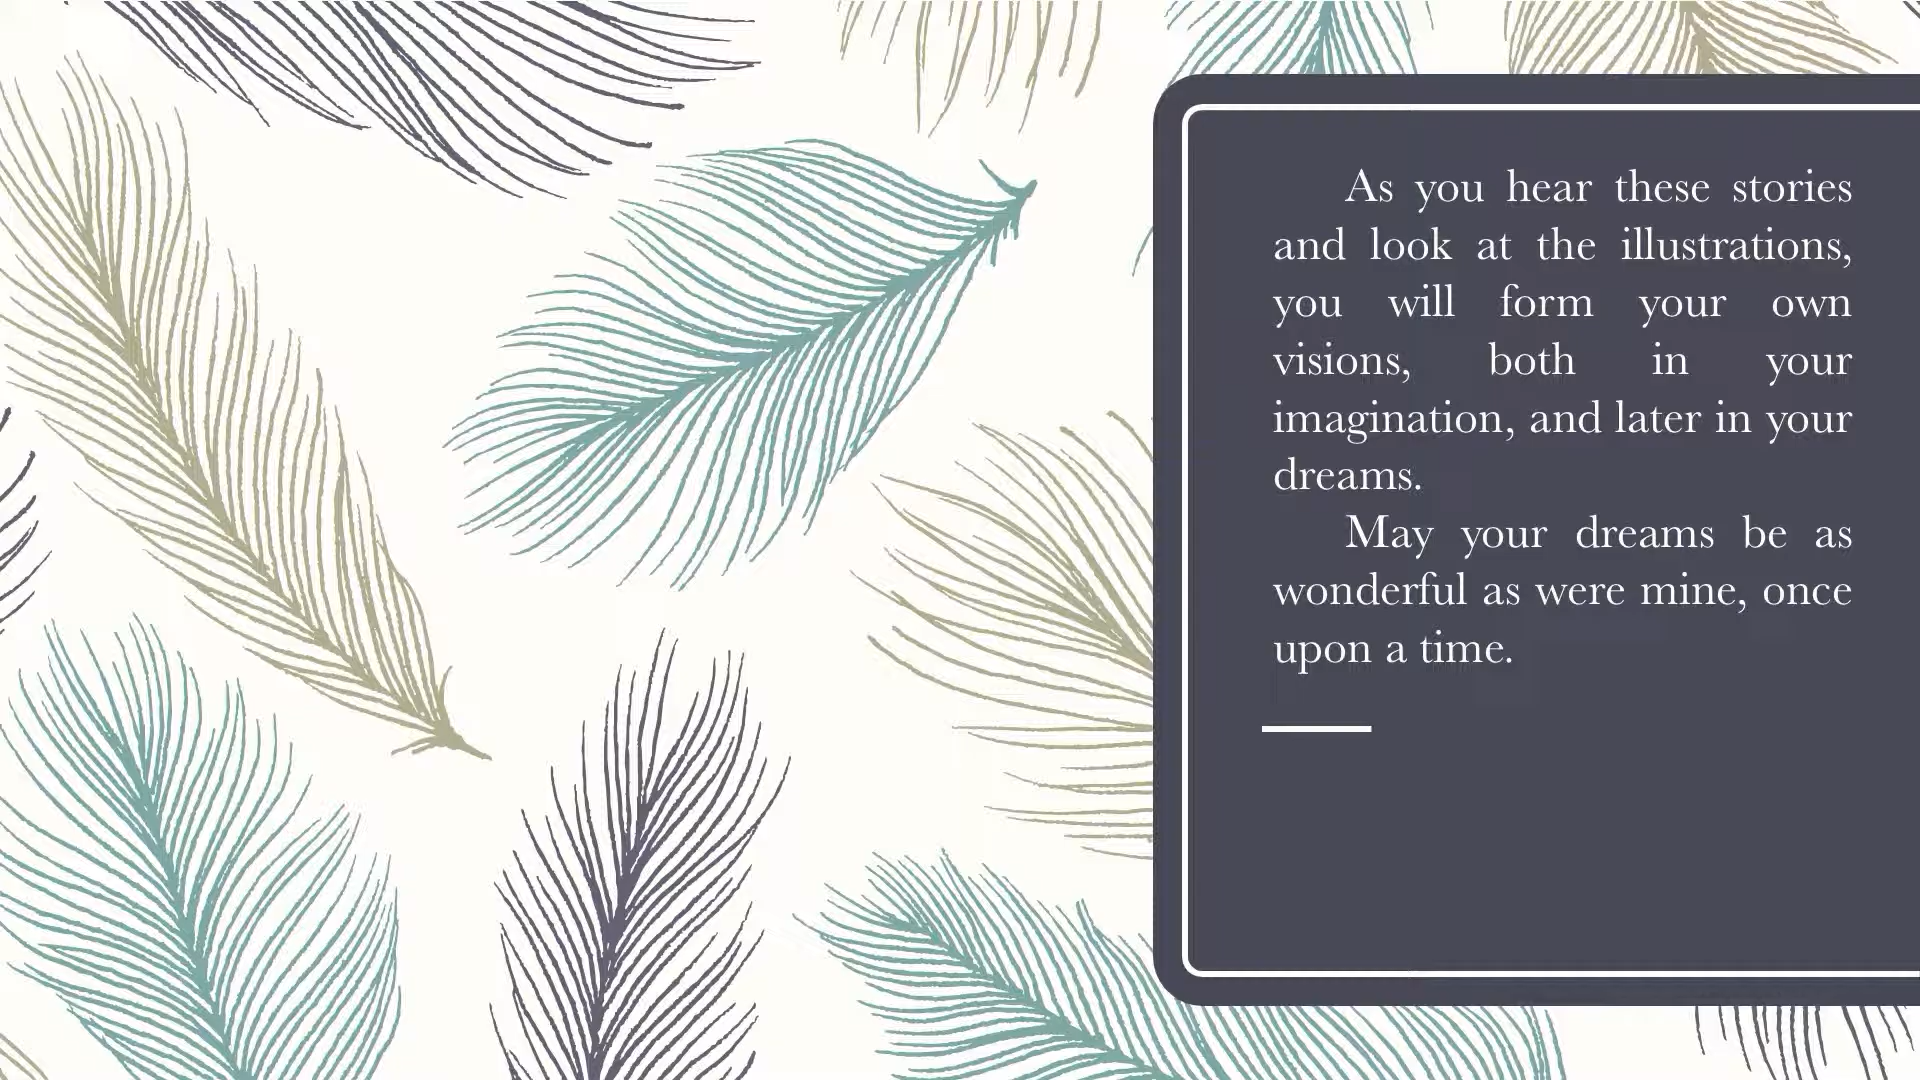 As you hear these stories
and look at the illustrations,
you will form your own
visions, both in your
imagination, and later in your
dreams.
May your dreams be as
wonderful as were mine, once
upon a time.